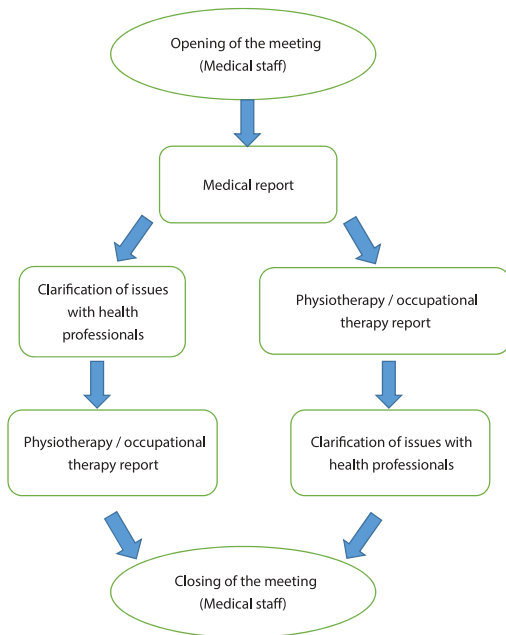 Opening of the meeting
(Medical staff)
Medical report
Clarification of issues
with health
professionals
Physiotherapy / occupational
therapy report
Physiotherapy / occupational
therapy report
Clarification of issues with
health professionals
Closing of the meeting
(Medical staff)